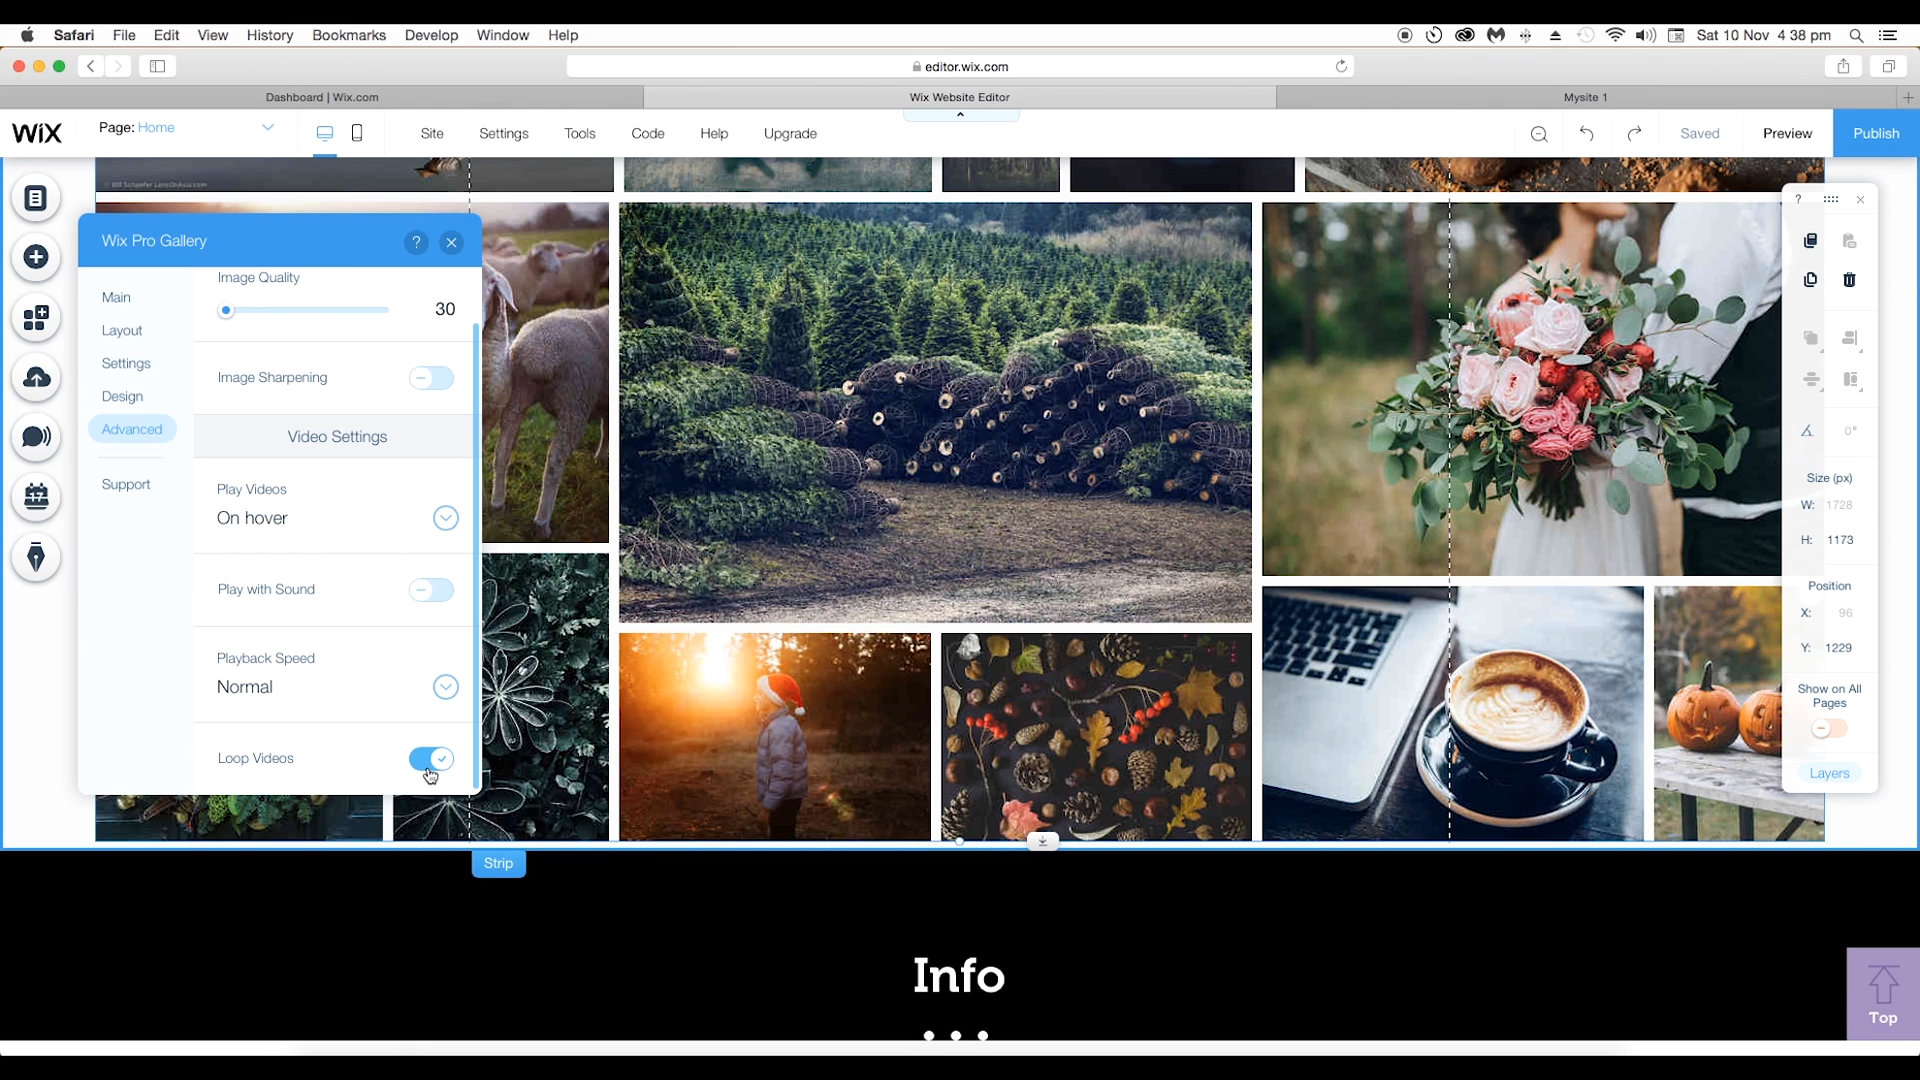 Safari File Edit View History Bookmarks Develop Window Help
Sat 10 Nov 4 38 pm
editor.wix.com
Dashboard | Wix.com
Wix Website Editor
Mysite 1
WiX
Page: Home
Site Settings Tools Code Help Upgrade
Saved
Preview
Publish
Wix Pro Gallery
?
Main
Layout
Settings
Design
Advanced
Support
Image Quality
30
Image Sharpening
Video Settings
Play Videos
On hover
Play with Sound
Playback Speed
Normal
Loop Videos
17
?
0°
Size (px)
W: 1728
H: 1173
Position
X: 96
Y: 1229
Show on All
Pages
Layers
Strip
Info
Top